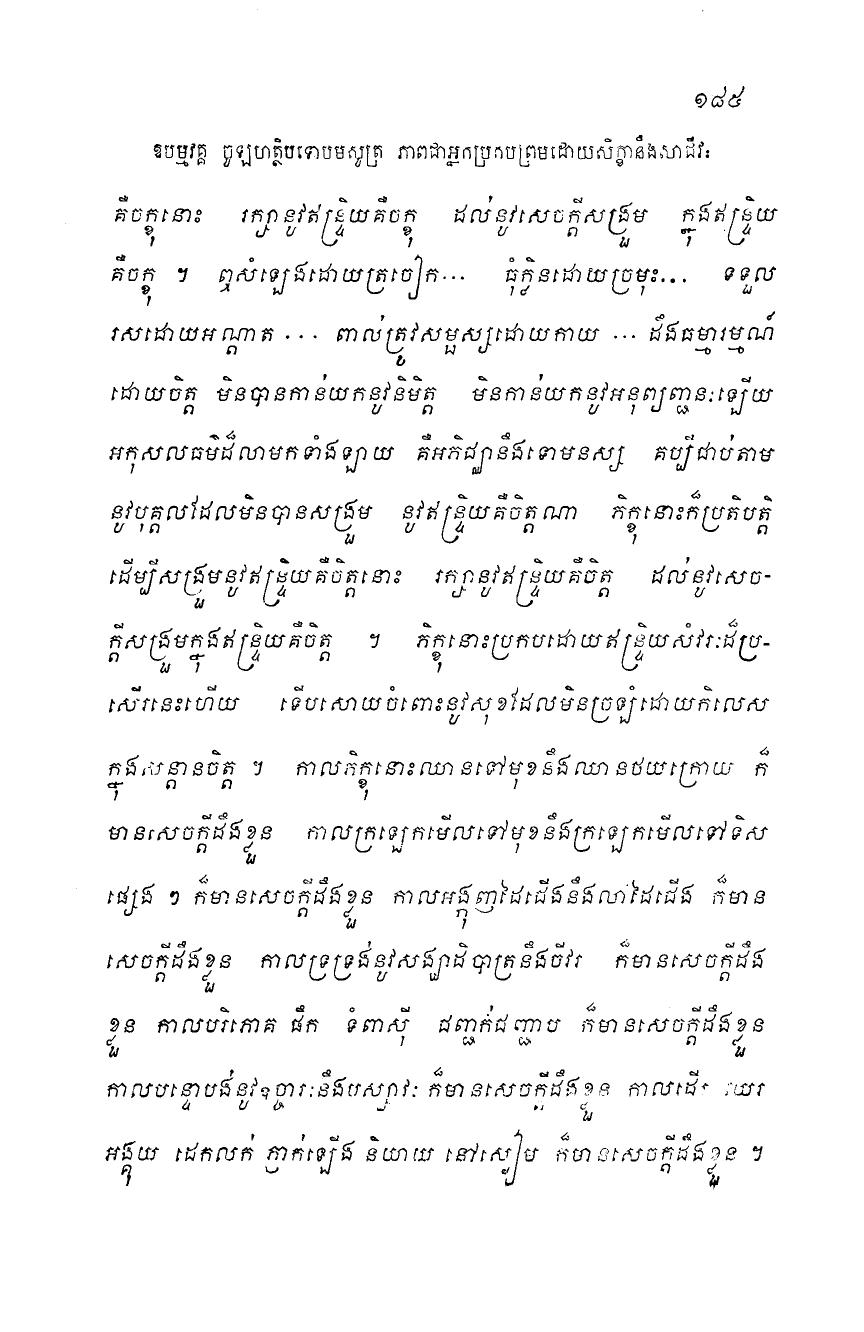 ១៨៥
ឱបម្មវគ្គ ចូឡហត្ថិបទោបមសូត្រ ភាពជាអ្នកប្រកបព្រមដោយសិក្ខានឹងសាជីវៈ
គឺចក្ខុនោះ រក្សានូវឥន្ទ្រិយគឺចក្ខុ ដល់នូវសេចក្តីសង្រួម ក្នុងឥន្ទ្រិយ
គឺចក្ខុ ។ ឮសំឡេងដោយត្រចៀក... ធុំក្លិនដោយច្រមុះ... ទទួល
រសដោយអណ្តាត ... ពាល់ត្រូវសម្ផស្សដោយកាយ ... ដឹងធម្មារម្មណ៍
ដោយចិត្ត មិនបានកាន់យកនូវនិមិត្ត មិនកាន់យកនូវអនុព្យញ្ជនៈឡើយ
អកុសលធម៌ដ៏លាមកទាំងឡាយ គឺអភិជ្ឈានឹងទោមនស្ស គប្បីជាប់តាម
នូវបុគ្គលដែលមិនបានសង្រួម នូវឥន្ទ្រិយគឺចិត្តណា ភិក្ខុនោះក៏ប្រតិបត្តិ
ដើម្បីសង្រួមនូវឥន្ទ្រិយគឺចិត្តនោះ រក្សានូវឥន្ទ្រិយគឺចិត្ត ដល់នូវសេច-
ក្តីសង្រួមក្នុងឥន្ទ្រិយគឺចិត្ត ។ ភិក្ខុនោះប្រកបដោយឥន្ទ្រិយសំវរៈដ៏ប្រ-
សើរនេះហើយ ទើបសោយចំពោះនូវសុខដែលមិនច្រឡំដោយកិលេស
ក្នុងសន្តានចិត្ត ។ កាលភិក្ខុនោះឈានទៅមុខនឹងឈានថយក្រោយ ក៏
មានសេចក្តីដឹងខ្លួន កាលក្រឡេកមើលទៅមុខនឹងក្រឡេកមើលទៅទិស
ផ្សេង ៗ ក៏មានសេចក្តីដឹងខ្លួន កាលអង្កុញដៃជើងនឹងលាដៃជើង ក៏មាន
សេចក្តីដឹងខ្លួន កាលទ្រទ្រង់នូវសង្ឃាដិបាត្រនឹងចីវរ ក៏មានសេចក្តីដឹង
ខ្លួន កាលបរិភោគ ផឹក ទំពាស៊ី ជញ្ជក់ជញ្ជាប ក៏មានសេចក្តីដឹងខ្លួន
កាលបន្ទោបង់នូវឧច្ចារៈនឹងបស្សាវៈ ក៏មានសេចក្តីដឹងខ្លួន កាលដើរ
អង្គុយ ដេកលក់ ភ្ញាក់ឡើង និយាយ នៅស្ងៀម ក៏មានសេចក្តីដឹងខ្លួន ។